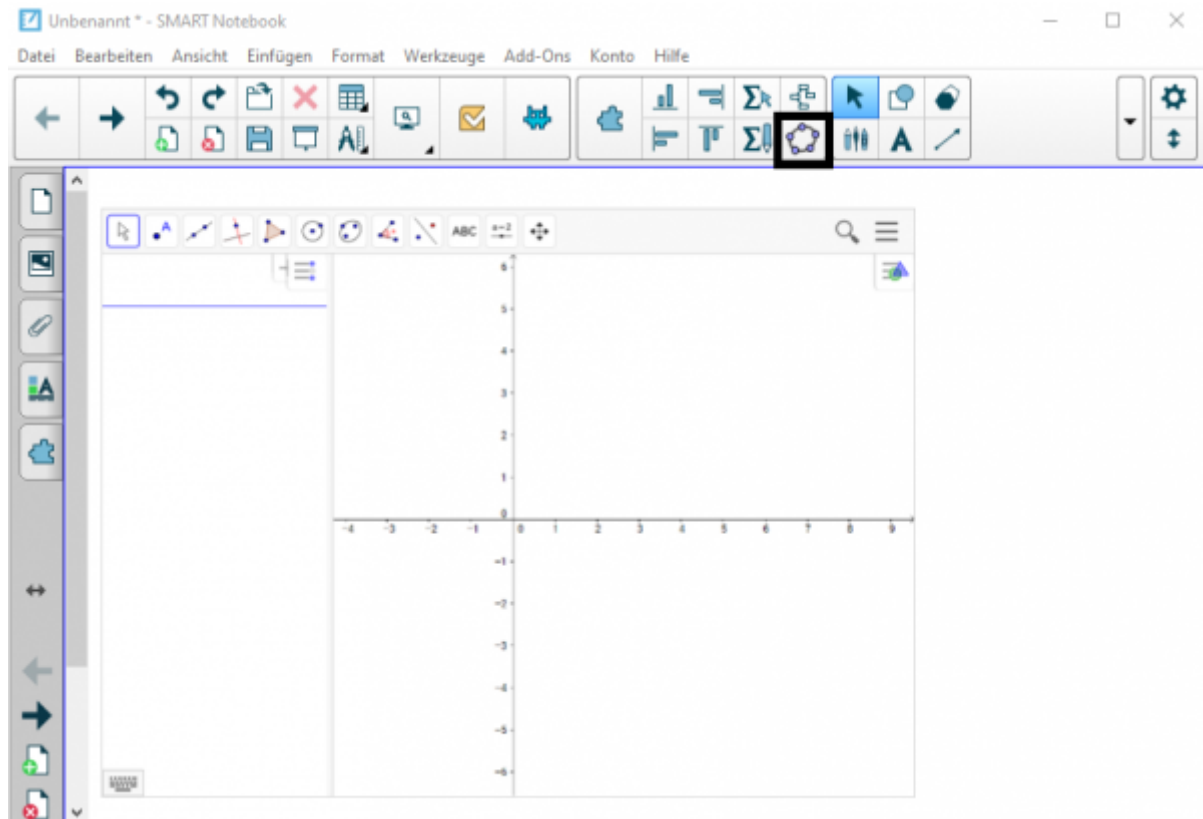 Unbenannt * - SMART Notebook
Datei Bearbeiten Ansicht Einfügen Format Werkzeuge Add-Ons Konto Hilfe
A
A
ABC
a=2
A
6
5
4
3
2
1
0
-4 -3 -2 -1 0 1 2 3 4 5 6 7 8 9
-1
-2
-3
-4
-5
-6